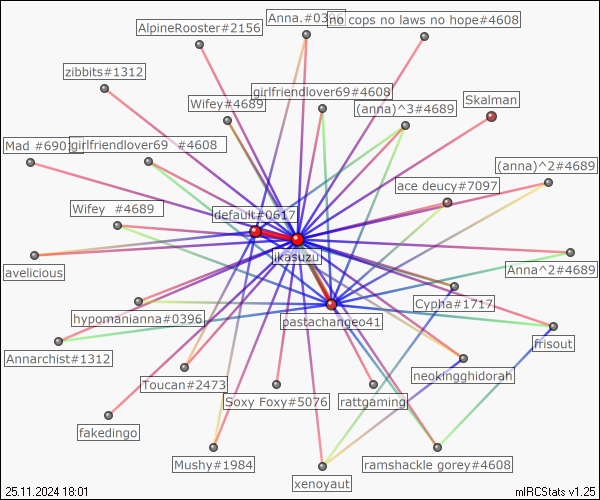 Anna.#0396
no cops no laws no hope#4608
AlpineRooster#2156
zibbits#1312
girlfriendlover69#4608
Skalman
Wifey#4689
(anna)^3#4689
Mad #690
girlfriendlover69 #4608
(anna)^2#4689
ace deucy#7097
Wifey #4689
default#0617
ikasuzu
avelicious
Anna^2#4689
Cypha#1717
hypomanianna#0396
pastachangeo41
frisout
Annarchist#1312
neokingghidorah
Toucan#2473
Soxy Foxy#5076
rattgaming
fakedingo
Mushy#1984
ramshackle gorey#4608
xenoyaut
25.11.2024 18:01
mIRCStats v1.25